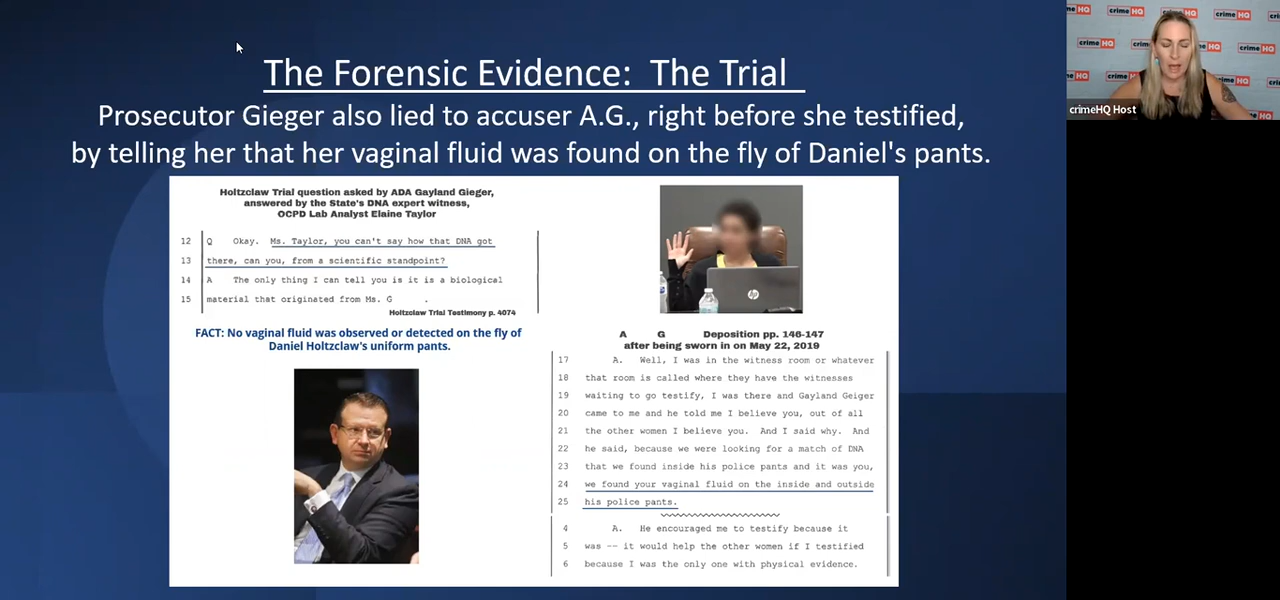 The Forensic Evidence: The Trial
Prosecutor Gieger also lied to accuser A.G., right before she testified,
by telling her that her vaginal fluid was found on the fly of Daniel's pants.
Holtzclaw Trial question asked by ADA Gayland Gieger,
answered by the State's DNA expert witness,
OCPD Lab Analyst Elaine Taylor
12 Q Okay. Ms. Taylor, you can't say how that DNA got
13 there, can you, from a scientific standpoint?
14 A The only thing I can tell you is it is a biological
15 material that originated from Ms. G .
Holtzclaw Trial Testimony p. 4074
FACT: No vaginal fluid was observed or detected on the fly of
Daniel Holtzclaw's uniform pants.
hp
A G Deposition pp. 146-147
after being sworn in on May 22, 2019
17 A. Well, I was in the witness room or whatever
18 that room is called where they have the witnesses
19 waiting to go testify, I was there and Gayland Geiger
20 came to me and he told me I believe you, out of all
21 the other women I believe you. And I said why. And
22 he said, because we were looking for a match of DNA
23 that we found inside his police pants and it was you,
24 we found your vaginal fluid on the inside and outside
25 his police pants.
4 A. He encouraged me to testify because it
5 was -- it would help the other women if I testified
6 because I was the only one with physical evidence.
crime HQ
crimeHQ Host